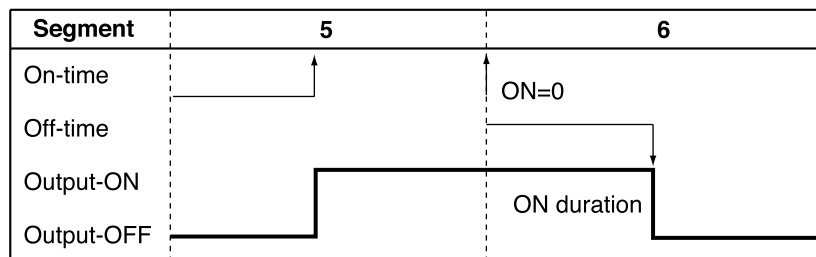 Segment 5 6
On-time
ON=0
Off-time
Output-ON
ON duration
Output-OFF